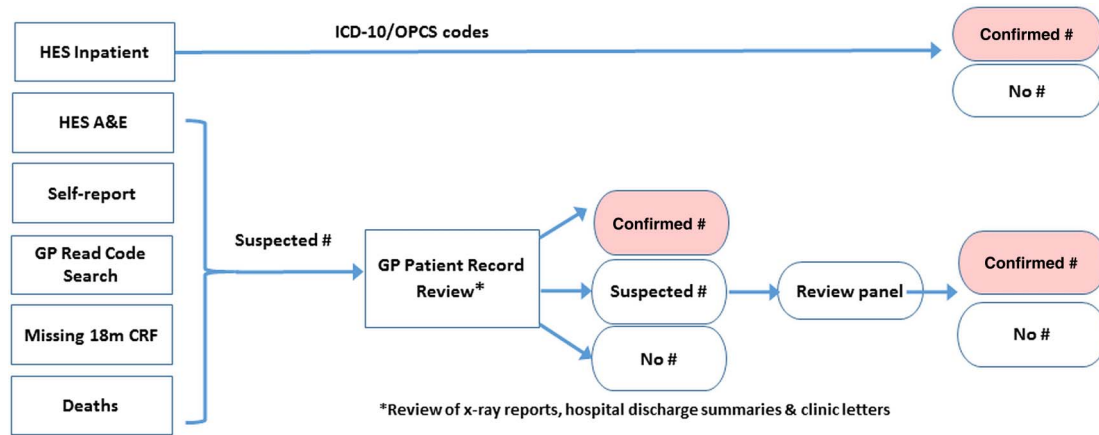 HES Inpatient
ICD-10/OPCS codes
Confirmed #
No #
HES A&E
Self-report
GP Read Code
Search
Missing 18m CRF
Deaths
Suspected #
GP Patient Record
Review*
Confirmed #
Suspected #
No #
Review panel
Confirmed #
No #
*Review of x-ray reports, hospital discharge summaries & clinic letters